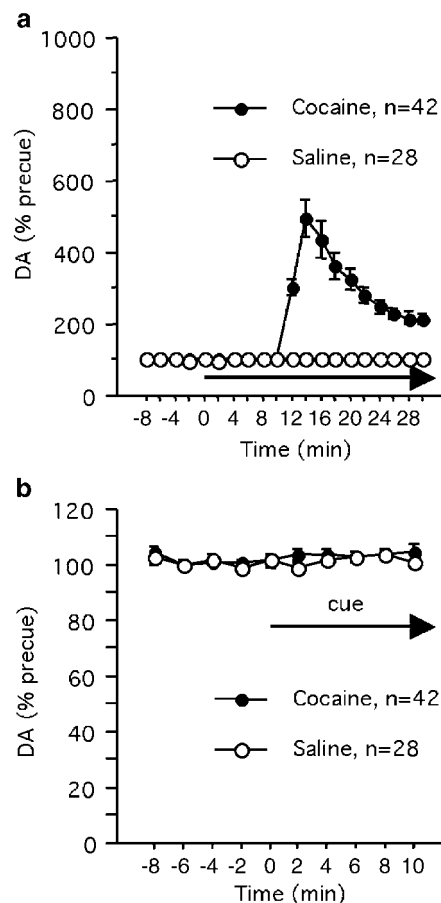 a
1000
800
600
400
200
0
DA (% precue)
Cocaine, n=42
Saline, n=28
-8 -4 0 4 8 12 16 20 24 28
Time (min)
b
120
100
80
60
40
20
0
DA (% precue)
cue
Cocaine, n=42
Saline, n=28
-8 -6 -4 -2 0 2 4 6 8 10
Time (min)